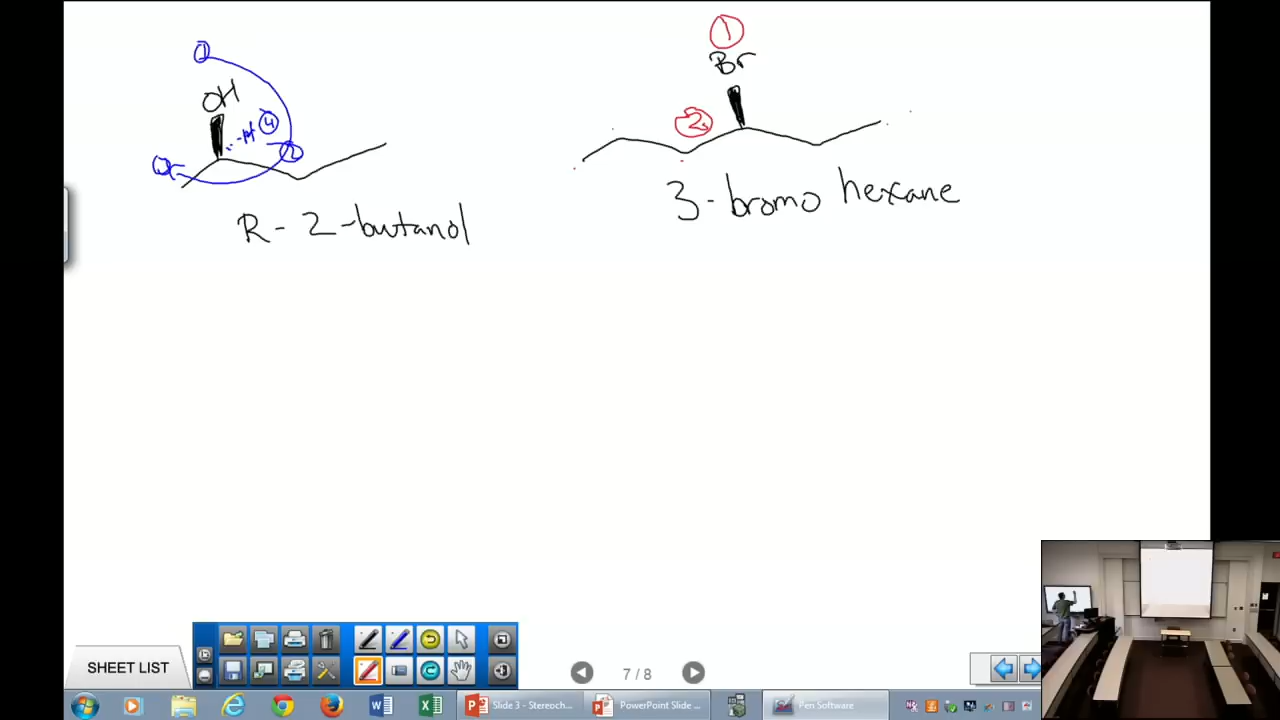 1
OH
H 4
2
R-2-butanol
1
Br
2
3-bromo hexane
SHEET LIST
7 / 8
Slide 3 - Stereoch...
PowerPoint Slide ...
Pen Software